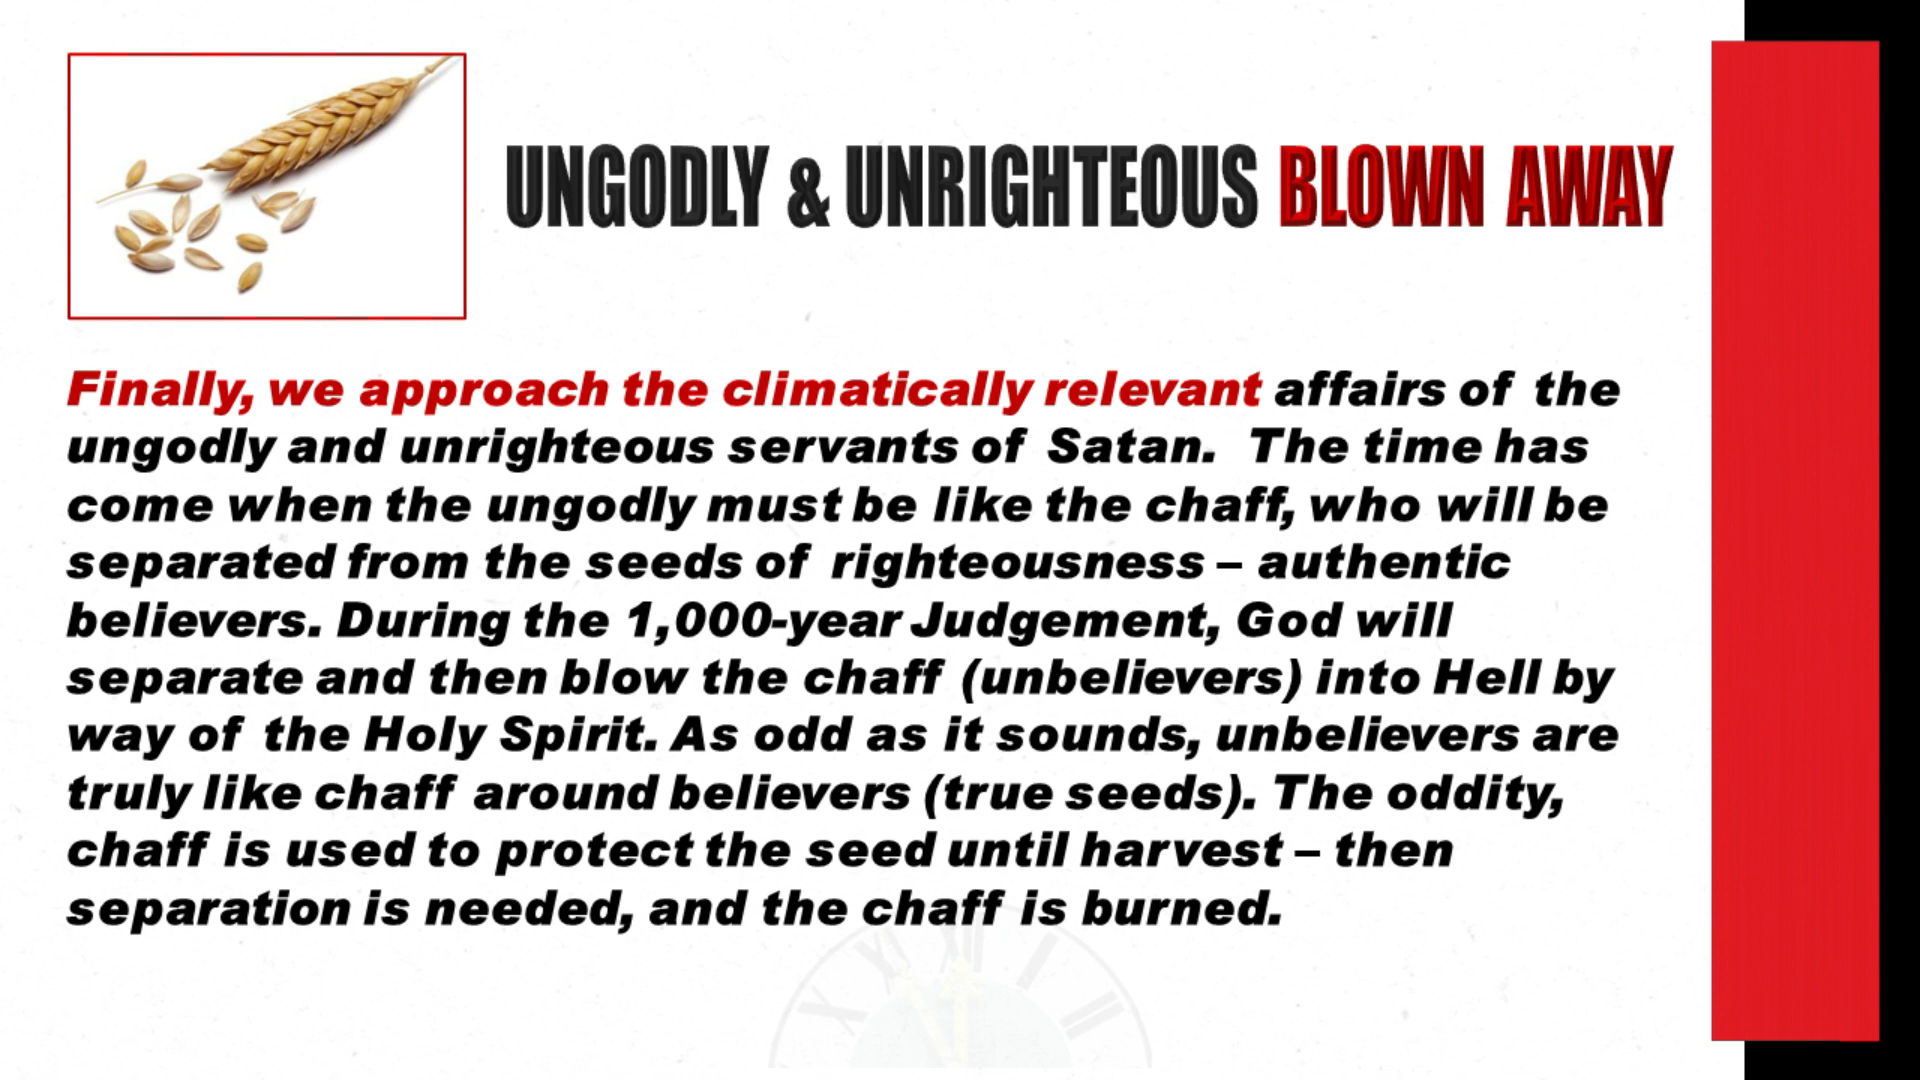 UNGODLY & UNRIGHTEOUS BLOWN AWAY
Finally, we approach the climatically relevant affairs of the
ungodly and unrighteous servants of Satan. The time has
come when the ungodly must be like the chaff, who will be
separated from the seeds of righteousness – authentic
believers. During the 1,000-year Judgement, God will
separate and then blow the chaff (unbelievers) into Hell by
way of the Holy Spirit. As odd as it sounds, unbelievers are
truly like chaff around believers (true seeds). The oddity,
chaff is used to protect the seed until harvest – then
separation is needed, and the chaff is burned.
X XI XII I II